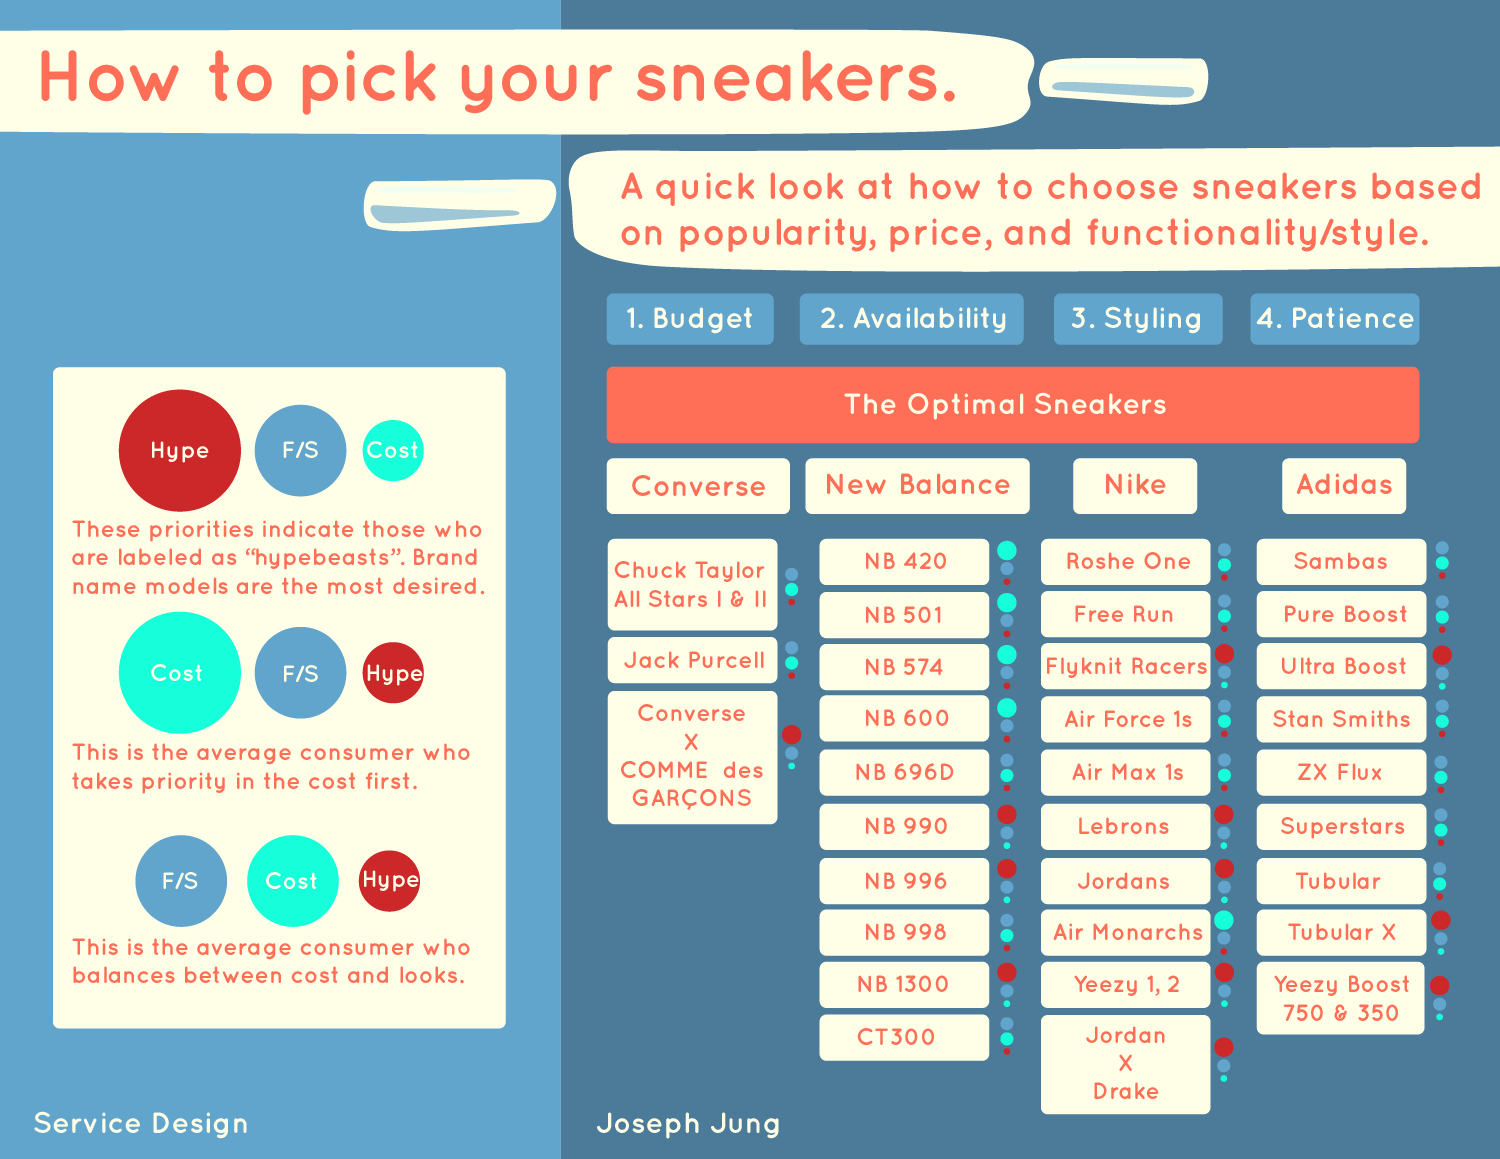 How to pick your sneakers.
A quick look at how to choose sneakers based
on popularity, price, and functionality/style.
1. Budget
2. Availability
3. Styling
4. Patience
The Optimal Sneakers
Hype
F/S
Cost
These priorities indicate those who
are labeled as “hypebeasts”. Brand
name models are the most desired.
Cost
F/S
Hype
This is the average consumer who
takes priority in the cost first.
F/S
Cost
Hype
This is the average consumer who
balances between cost and looks.
Converse
Chuck Taylor
All Stars I & II
Jack Purcell
Converse
X
COMME des
GARÇONS
New Balance
NB 420
NB 501
NB 574
NB 600
NB 696D
NB 990
NB 996
NB 998
NB 1300
CT300
Nike
Roshe One
Free Run
Flyknit Racers
Air Force 1s
Air Max 1s
Lebrons
Jordans
Air Monarchs
Yeezy 1, 2
Jordan
X
Drake
Adidas
Sambas
Pure Boost
Ultra Boost
Stan Smiths
ZX Flux
Superstars
Tubular
Tubular X
Yeezy Boost
750 & 350
Service Design
Joseph Jung